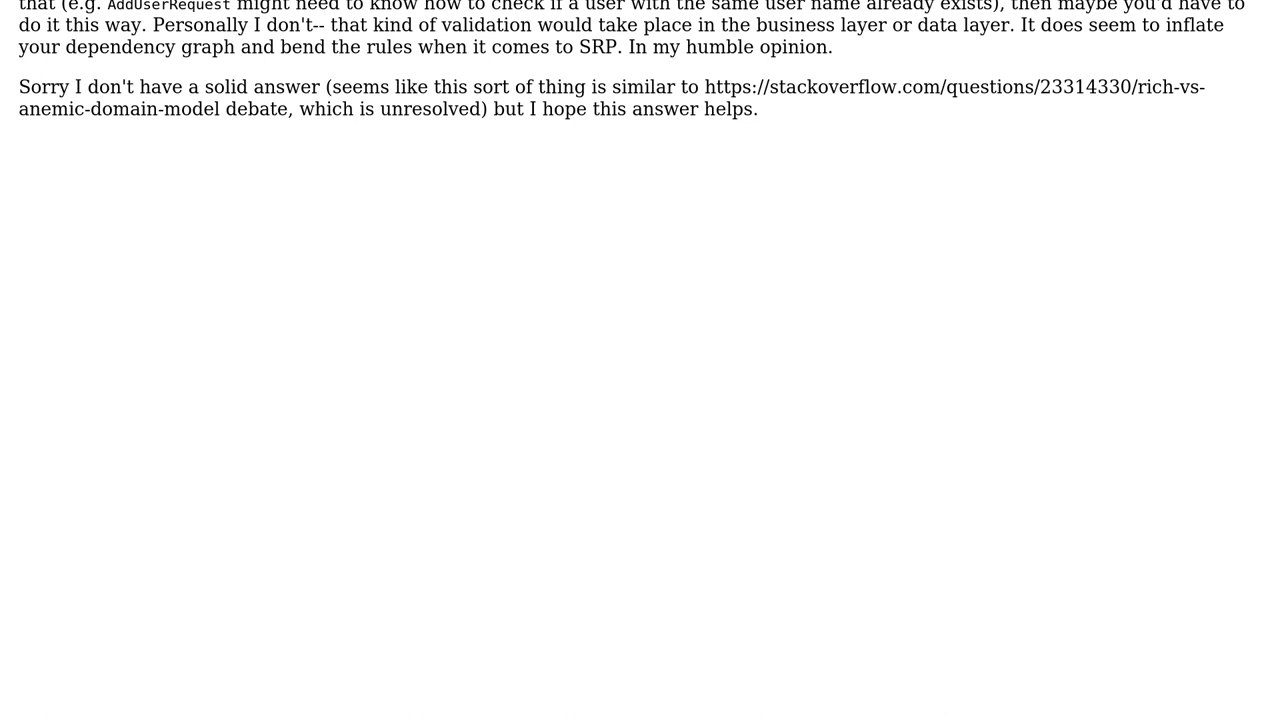 that (e.g. AddUserRequest might need to know how to check if a user with the same user name already exists), then maybe you'd have to
do it this way. Personally I don't-- that kind of validation would take place in the business layer or data layer. It does seem to inflate
your dependency graph and bend the rules when it comes to SRP. In my humble opinion.
Sorry I don't have a solid answer (seems like this sort of thing is similar to https://stackoverflow.com/questions/23314330/rich-vs-
anemic-domain-model debate, which is unresolved) but I hope this answer helps.